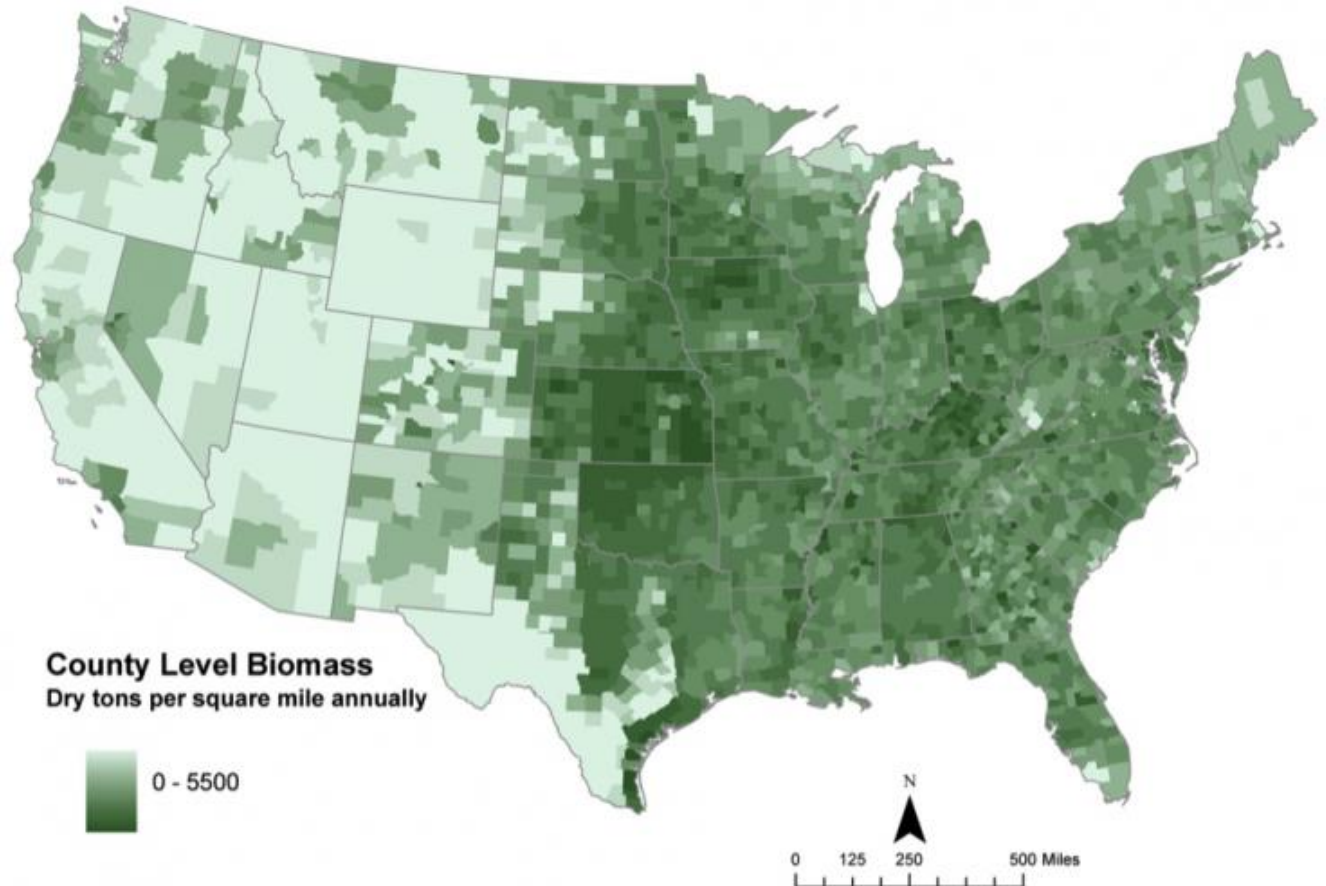 County Level Biomass
Dry tons per square mile annually
0 - 5500
N
0 125 250 500 Miles